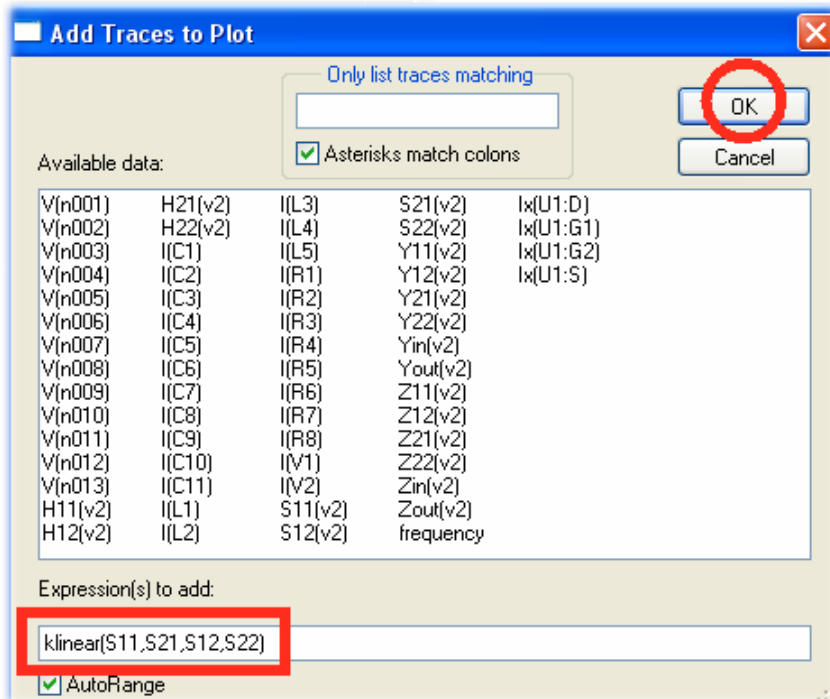 Add Traces to Plot
Only list traces matching
OK
Asterisks match colons
Cancel
Available data:
V(n001) H21(v2) I(L3) S21(v2) Ix(U1:D)
V(n002) H22(v2) I(L4) S22(v2) Ix(U1:G1)
V(n003) I(C1) I(L5) Y11(v2) Ix(U1:G2)
V(n004) I(C2) I(R1) Y12(v2) Ix(U1:S)
V(n005) I(C3) I(R2) Y21(v2)
V(n006) I(C4) I(R3) Y22(v2)
V(n007) I(C5) I(R4) Yin(v2)
V(n008) I(C6) I(R5) Yout(v2)
V(n009) I(C7) I(R6) Z11(v2)
V(n010) I(C8) I(R7) Z12(v2)
V(n011) I(C9) I(R8) Z21(v2)
V(n012) I(C10) I(V1) Z22(v2)
V(n013) I(C11) I(V2) Zin(v2)
H11(v2) I(L1) S11(v2) Zout(v2)
H12(v2) I(L2) S12(v2) frequency
Expression(s) to add:
klinear(S11,S21,S12,S22)
AutoRange